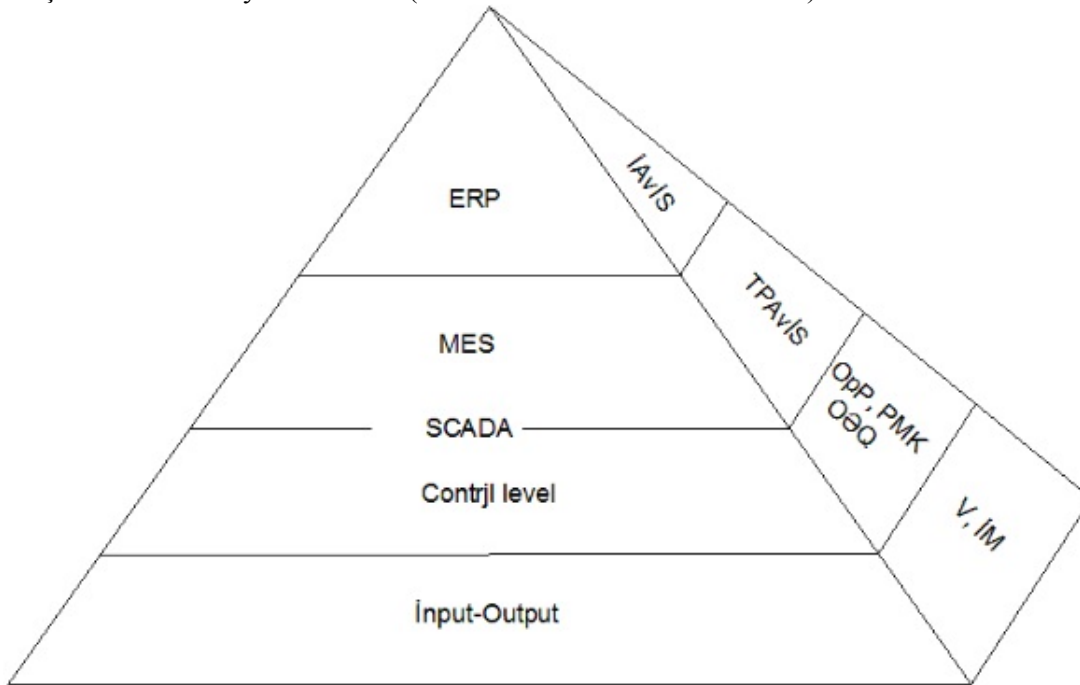 ERP
İAvİS
MES
TPAvİS
SCADA
OpP, PMK
OƏQ
Contrjl level
V, İM
İnput-Output